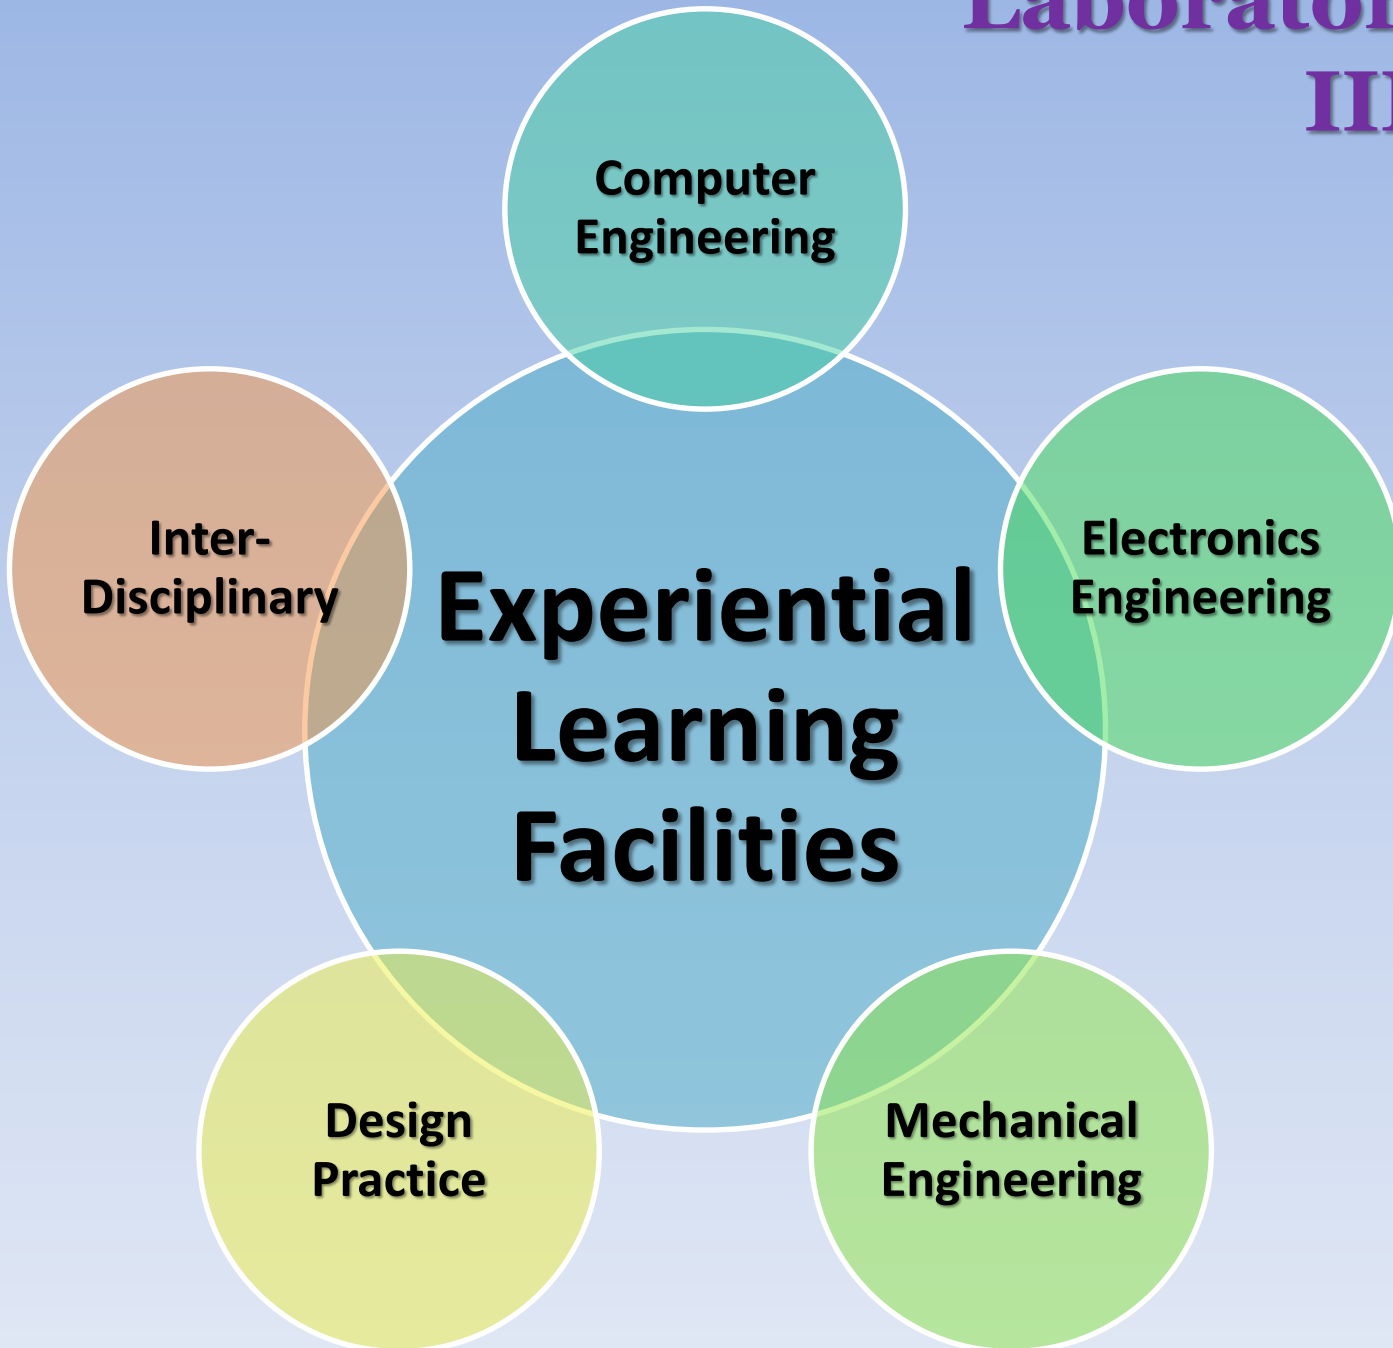 Computer
Engineering
Inter-
Disciplinary
Electronics
Engineering
Experiential
Learning
Facilities
Design
Practice
Mechanical
Engineering